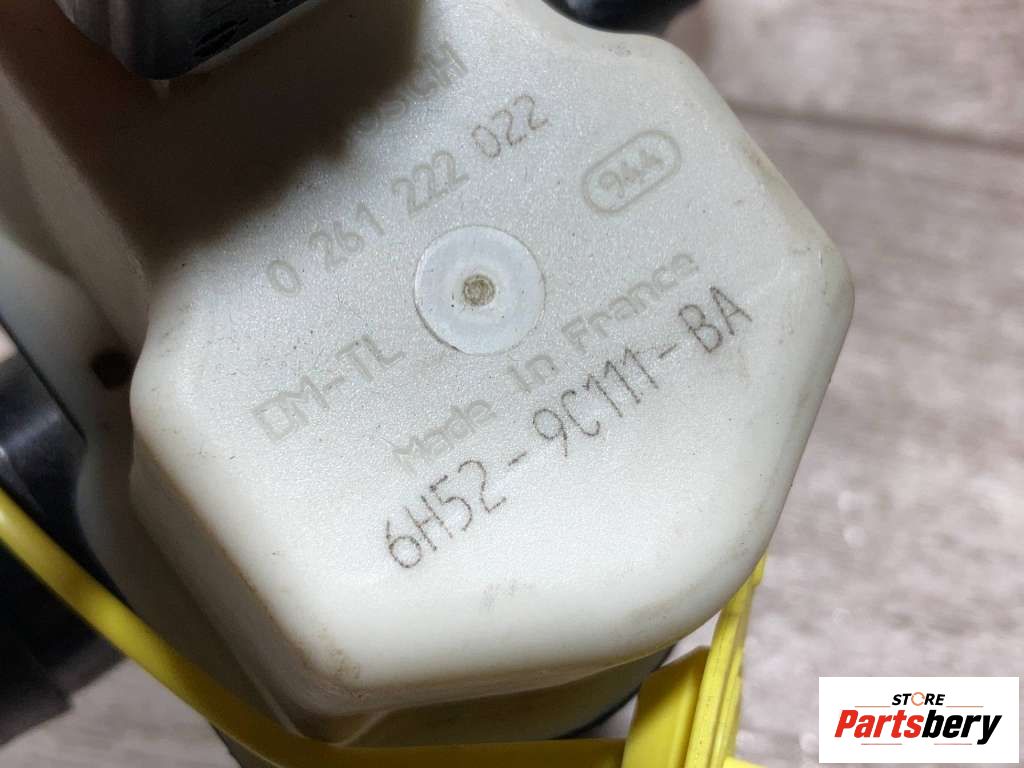 0 261 222 022
944
DM-TL
Made in France
6H52-9C111-BA
STORE
Partsbery